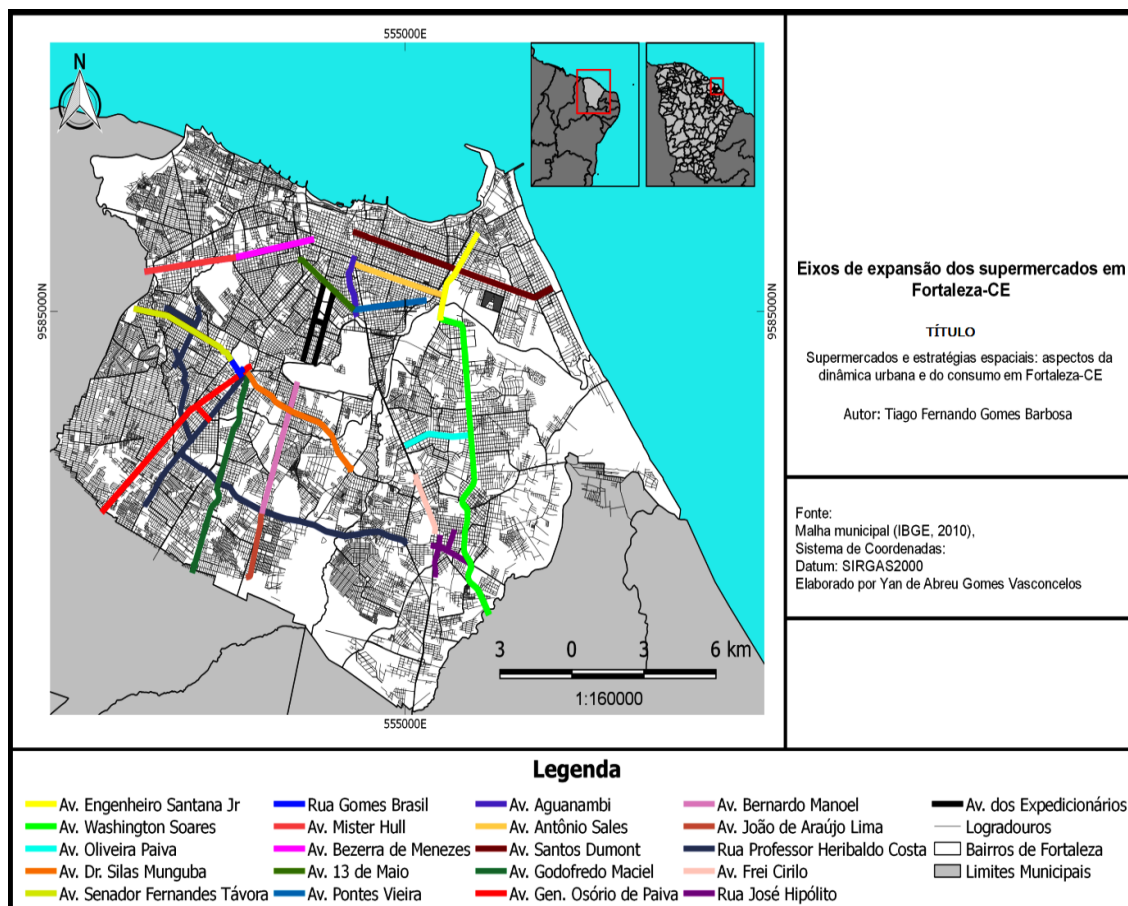 555000E
N
9585000N
9585000N
3 0 3 6 km
1:160000
555000E
Eixos de expansão dos supermercados em
Fortaleza-CE
TÍTULO
Supermercados e estratégias espaciais: aspectos da
dinâmica urbana e do consumo em Fortaleza-CE
Autor: Tiago Fernando Gomes Barbosa
Fonte:
Malha municipal (IBGE, 2010),
Sistema de Coordenadas:
Datum: SIRGAS2000
Elaborado por Yan de Abreu Gomes Vasconcelos
Legenda
Av. Engenheiro Santana Jr
Av. Washington Soares
Av. Oliveira Paiva
Av. Dr. Silas Munguba
Av. Senador Fernandes Távora
Rua Gomes Brasil
Av. Mister Hull
Av. Bezerra de Menezes
Av. 13 de Maio
Av. Pontes Vieira
Av. Aguanambi
Av. Antônio Sales
Av. Santos Dumont
Av. Godofredo Maciel
Av. Gen. Osório de Paiva
Av. Bernardo Manoel
Av. João de Araújo Lima
Rua Professor Heribaldo Costa
Av. Frei Cirilo
Rua José Hipólito
Av. dos Expedicionários
Logradouros
Bairros de Fortaleza
Limites Municipais